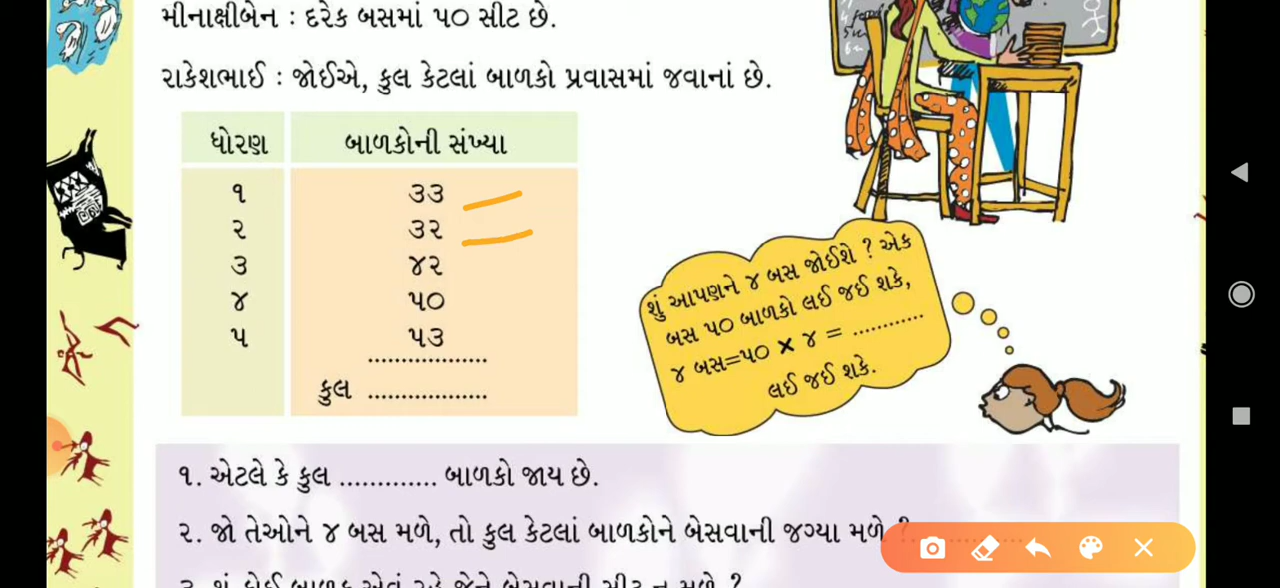 મીનાક્ષીબેન : દરેક બસમાં ૫૦ સીટ છે.
રાકેશભાઈ : જોઈએ, કુલ કેટલાં બાળકો પ્રવાસમાં જવાનાં છે.
ધોરણ બાળકોની સંખ્યા
૧ ૩૩
૨ ૩૨
૩ ૪૨
૪ ૫૦
૫ ૫૩
..................
કુલ ..................
શું આપણને ૪ બસ જોઈશે ? એક
બસ ૫૦ બાળકો લઈ જઈ શકે,
૪ બસ=૫૦ × ૪ = ............
લઈ જઈ શકે.
૧. એટલે કે કુલ ............. બાળકો જાય છે.
૨. જો તેઓને ૪ બસ મળે, તો કુલ કેટલાં બાળકોને બેસવાની જગ્યા મળે ?